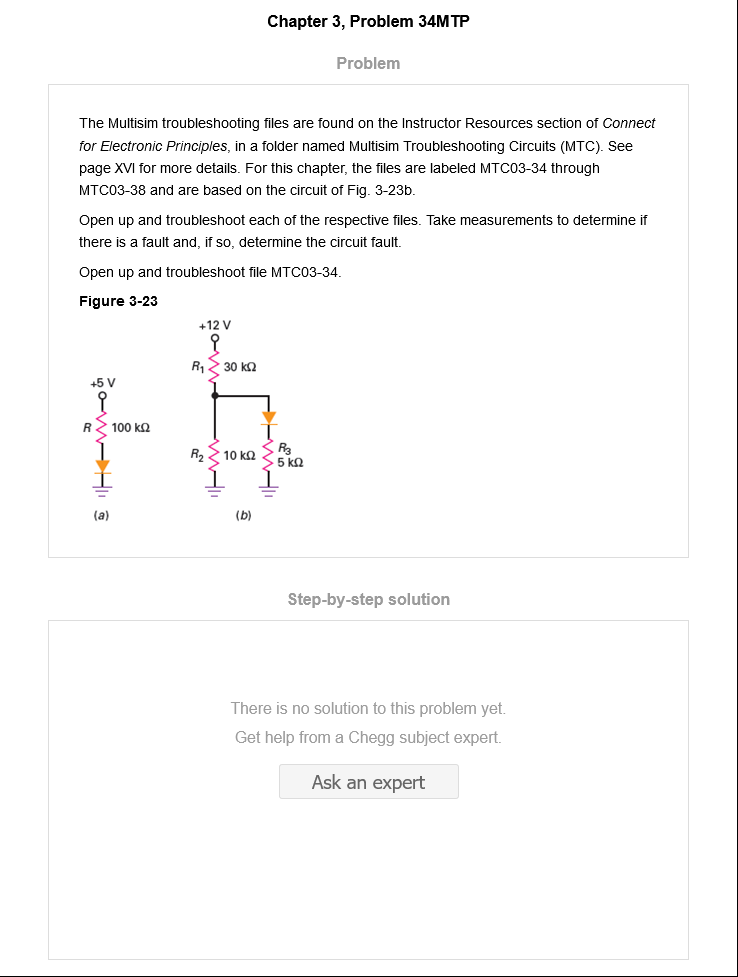 Chapter 3, Problem 34MTP
Problem
The Multisim troubleshooting files are found on the Instructor Resources section of Connect
for Electronic Principles, in a folder named Multisim Troubleshooting Circuits (MTC). See
page XVI for more details. For this chapter, the files are labeled MTC03-34 through
MTC03-38 and are based on the circuit of Fig. 3-23b.
Open up and troubleshoot each of the respective files. Take measurements to determine if
there is a fault and, if so, determine the circuit fault.
Open up and troubleshoot file MTC03-34.
Figure 3-23
+12 V
R1 30 kΩ
+5 V
R 100 kΩ
R2 10 kΩ
R3
5 kΩ
(a)
(b)
Step-by-step solution
There is no solution to this problem yet.
Get help from a Chegg subject expert.
Ask an expert